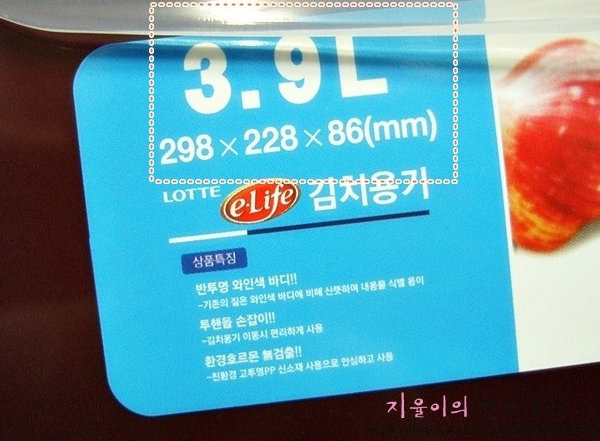 3.9L
298×228×86(mm)
LOTTE e·Life 김치용기
상품특징
반투명 와인색 바디!!
-기존의 짙은 와인색 바디에 비해 산뜻하며 내용물 식별 용이
투핸들 손잡이!!
-김치용기 이동시 편리하게 사용
환경호르몬 無검출!!
-친환경 고투명PP 신소재 사용으로 안심하고 사용
지율이의